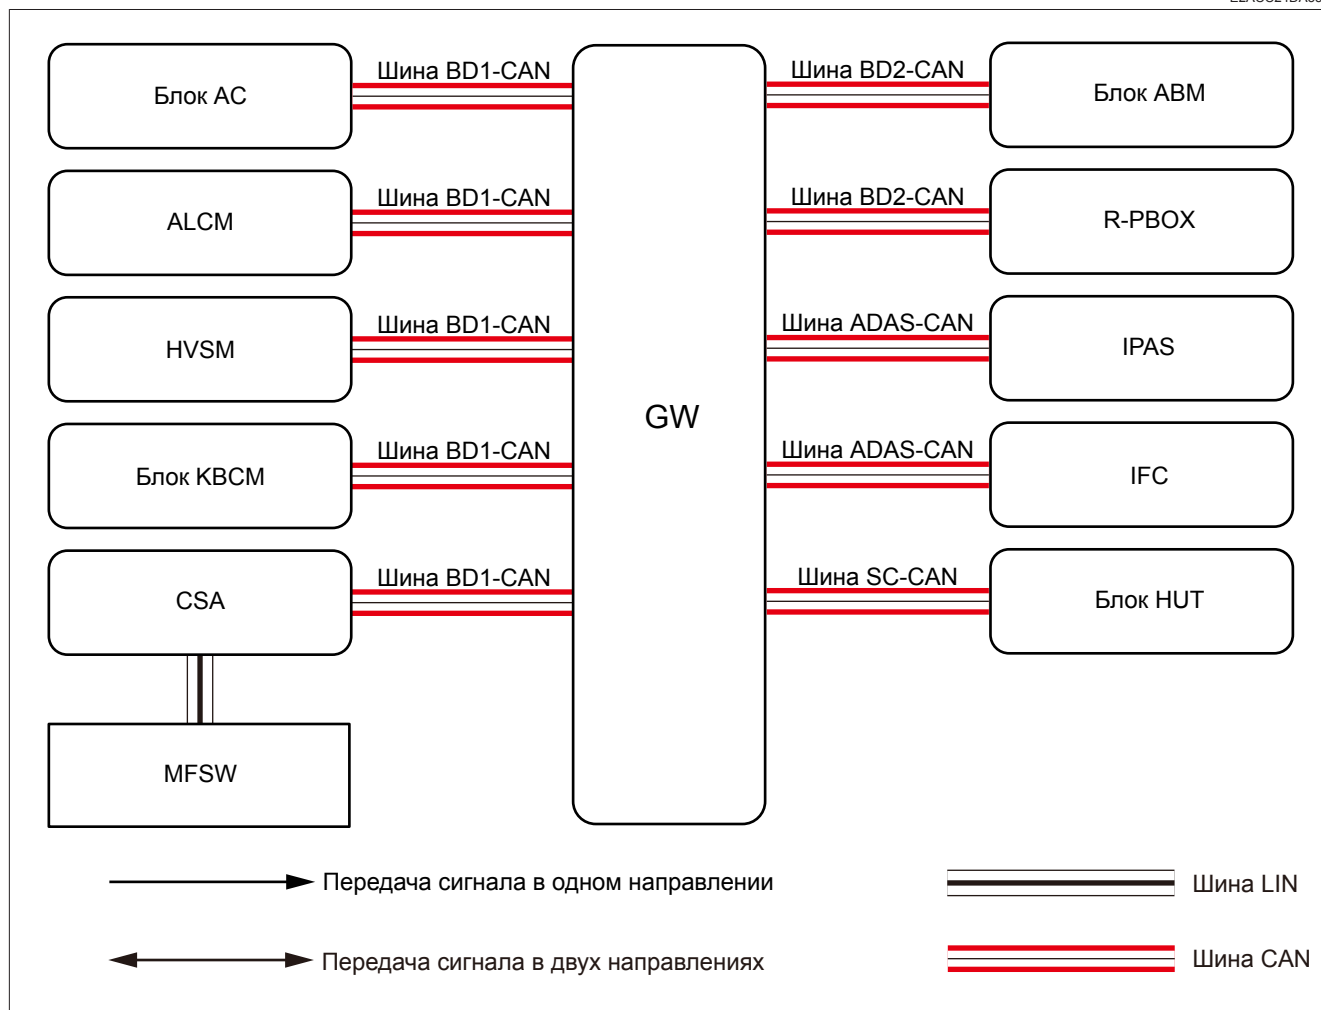 Блок AC
Шина BD1-CAN
Шина BD2-CAN
Блок ABM
ALCM
Шина BD1-CAN
Шина BD2-CAN
R-PBOX
HVSM
Шина BD1-CAN
Шина ADAS-CAN
IPAS
GW
Блок KBCM
Шина BD1-CAN
Шина ADAS-CAN
IFC
CSA
Шина BD1-CAN
Шина SC-CAN
Блок HUT
MFSW
Передача сигнала в одном направлении
Шина LIN
Передача сигнала в двух направлениях
Шина CAN